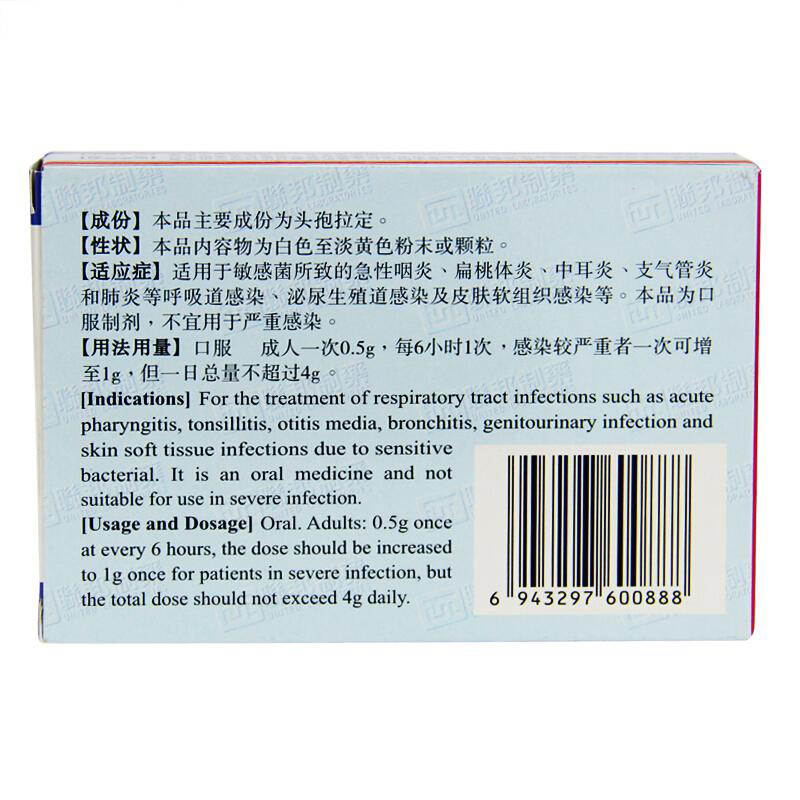 【成份】本品主要成份为头孢拉定。
【性状】本品内容物为白色至淡黄色粉末或颗粒。
【适应症】适用于敏感菌所致的急性咽炎、扁桃体炎、中耳炎、支气管炎
和肺炎等呼吸道感染、泌尿生殖道感染及皮肤软组织感染等。本品为口
服制剂，不宜用于严重感染。
【用法用量】口服 成人一次0.5g，每6小时1次，感染较严重者一次可增
至1g，但一日总量不超过4g。
[Indications] For the treatment of respiratory tract infections such as acute
pharyngitis, tonsillitis, otitis media, bronchitis, genitourinary infection and
skin soft tissue infections due to sensitive
bacterial. It is an oral medicine and not
suitable for use in severe infection.
[Usage and Dosage] Oral. Adults: 0.5g once
at every 6 hours, the dose should be increased
to 1g once for patients in severe infection, but
the total dose should not exceed 4g daily.
6 943297 600888
聯邦制藥
UNITED LABORATORIES